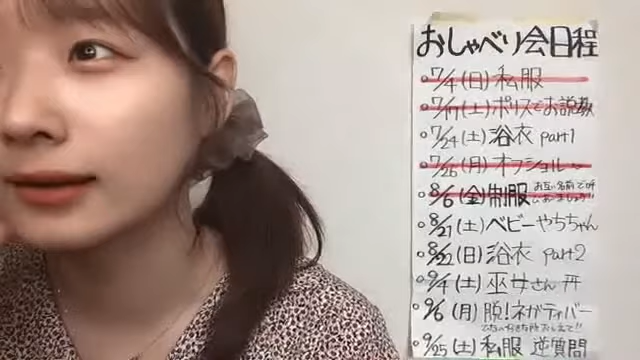 おしゃべり会日程
○7/4(日)私服
○7/17(土)ポリスでお説教
○7/24(土)浴衣 part1
○7/26(月)オフショル
○8/6(金)制服 お互い名前で呼びあいましょう!!
○8/21(土)ベビーやちちゃん
○8/22(日)浴衣 part2
○9/4(土)巫女さん
○9/6(月)脱!ネガティバー
○9/25(土)私服 逆質問